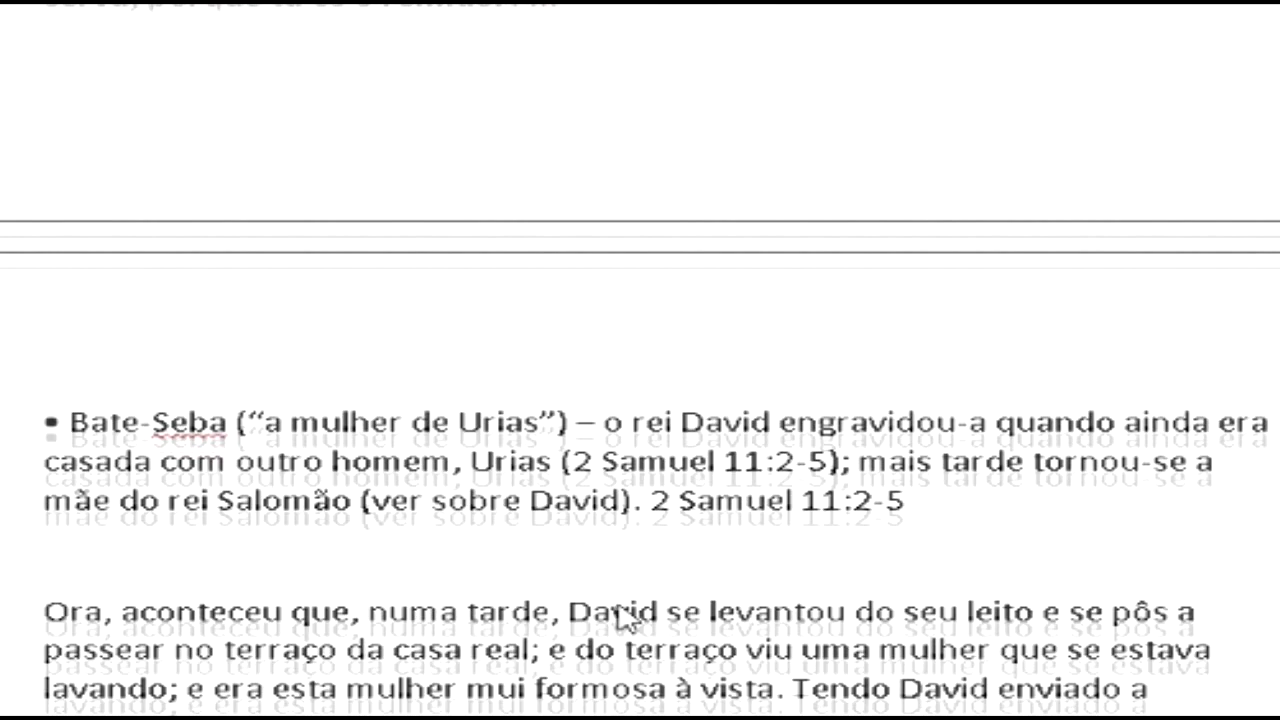 • Bate-Seba (“a mulher de Urias”) – o rei David engravidou-a quando ainda era
casada com outro homem, Urias (2 Samuel 11:2-5); mais tarde tornou-se a
mãe do rei Salomão (ver sobre David). 2 Samuel 11:2-5
Ora, aconteceu que, numa tarde, David se levantou do seu leito e se pôs a
passear no terraço da casa real; e do terraço viu uma mulher que se estava
lavando; e era esta mulher mui formosa à vista. Tendo David enviado a